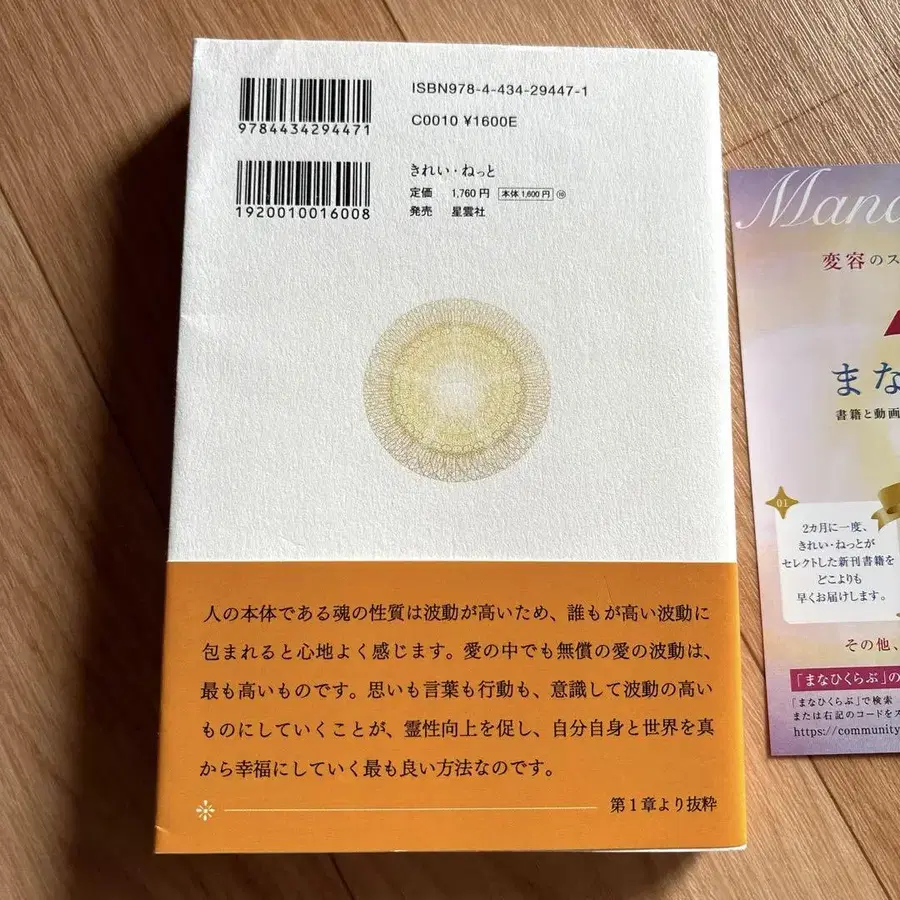 ISBN978-4-434-29447-1
9784434294471
C0010 ¥1600E
きれい・ねっと
定価 1,760円 本体1,600円 ⑩
発売 星雲社
1920010016008
人の本体である魂の性質は波動が高いため、誰もが高い波動に
包まれると心地よく感じます。愛の中でも無償の愛の波動は、
最も高いものです。思いも言葉も行動も、意識して波動の高い
ものにしていくことが、霊性向上を促し、自分自身と世界を真
から幸福にしていく最も良い方法なのです。
第1章より抜粋
Mana
変容のス
まな
書籍と動画
01
2カ月に一度、
きれい・ねっとが
セレクトした新刊書籍を
どこよりも
早くお届けします。
その他、
「まなひくらぶ」の
「まなひくらぶ」で検索
または右記のコードをス
https://community